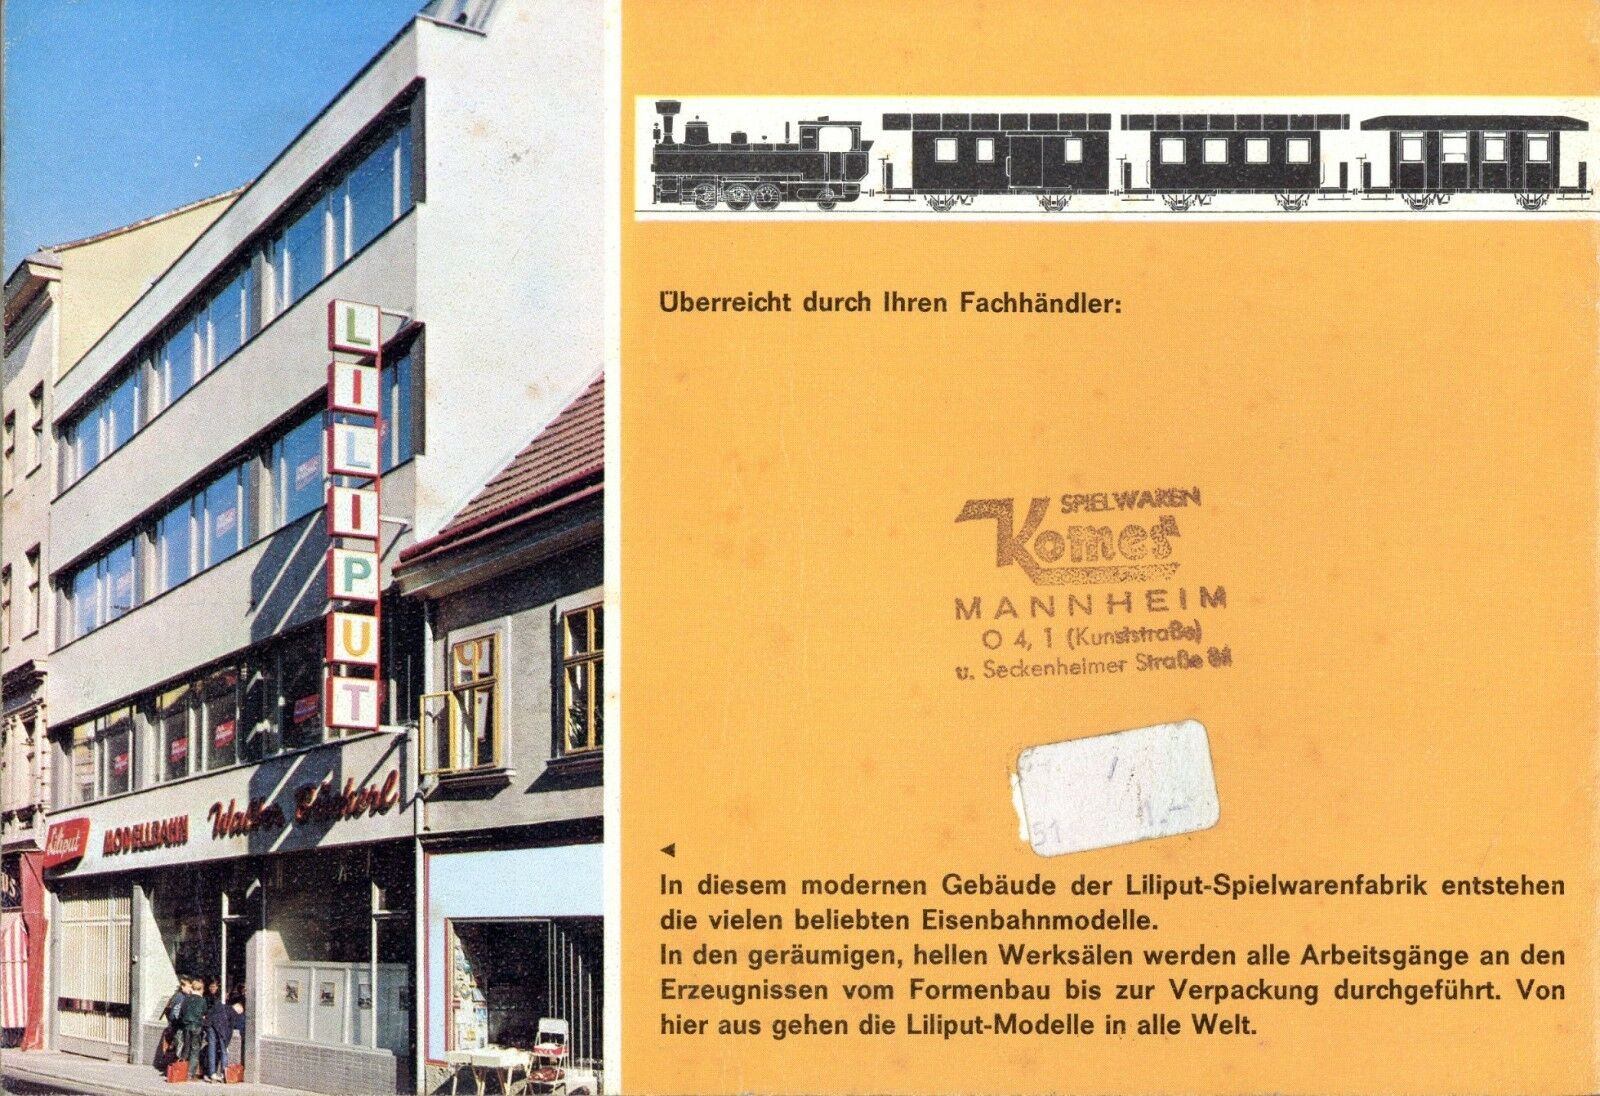 LILIPUT
Liliput MODELLBAHN Walter Bücherl
Überreicht durch Ihren Fachhändler:
SPIELWAREN
Komet
MANNHEIM
O 4, 1 (Kunststraße)
u. Seckenheimer Straße
51
1.-
◄
In diesem modernen Gebäude der Liliput-Spielwarenfabrik entstehen
die vielen beliebten Eisenbahnmodelle.
In den geräumigen, hellen Werksälen werden alle Arbeitsgänge an den
Erzeugnissen vom Formenbau bis zur Verpackung durchgeführt. Von
hier aus gehen die Liliput-Modelle in alle Welt.